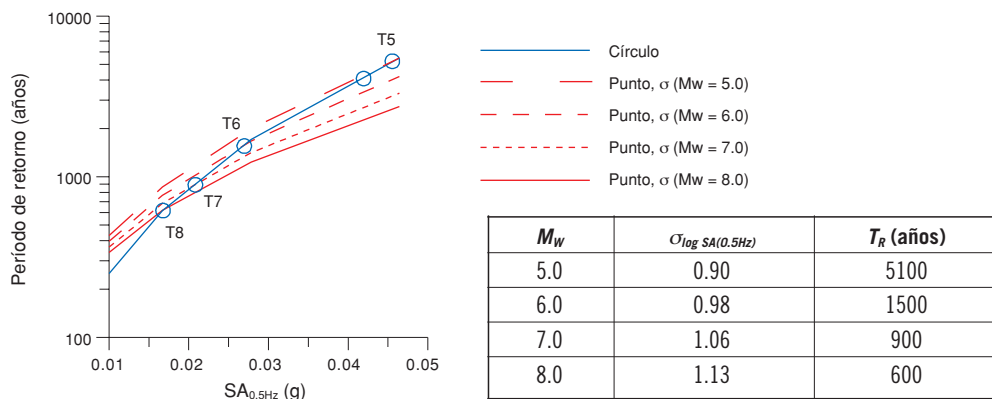 10000
1000
100
Período de retorno (años)
T5
T6
T7
T8
0.01
0.02
0.03
0.04
0.05
SA0.5Hz (g)
Círculo
Punto, σ (Mw = 5.0)
Punto, σ (Mw = 6.0)
Punto, σ (Mw = 7.0)
Punto, σ (Mw = 8.0)
MW σlog SA(0.5Hz) TR (años)
5.0 0.90 5100
6.0 0.98 1500
7.0 1.06 900
8.0 1.13 600